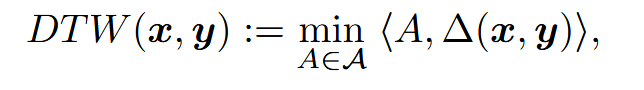 DTW(𝒙, 𝒚) := min_{A∈𝒜} ⟨A, Δ(𝒙, 𝒚)⟩,